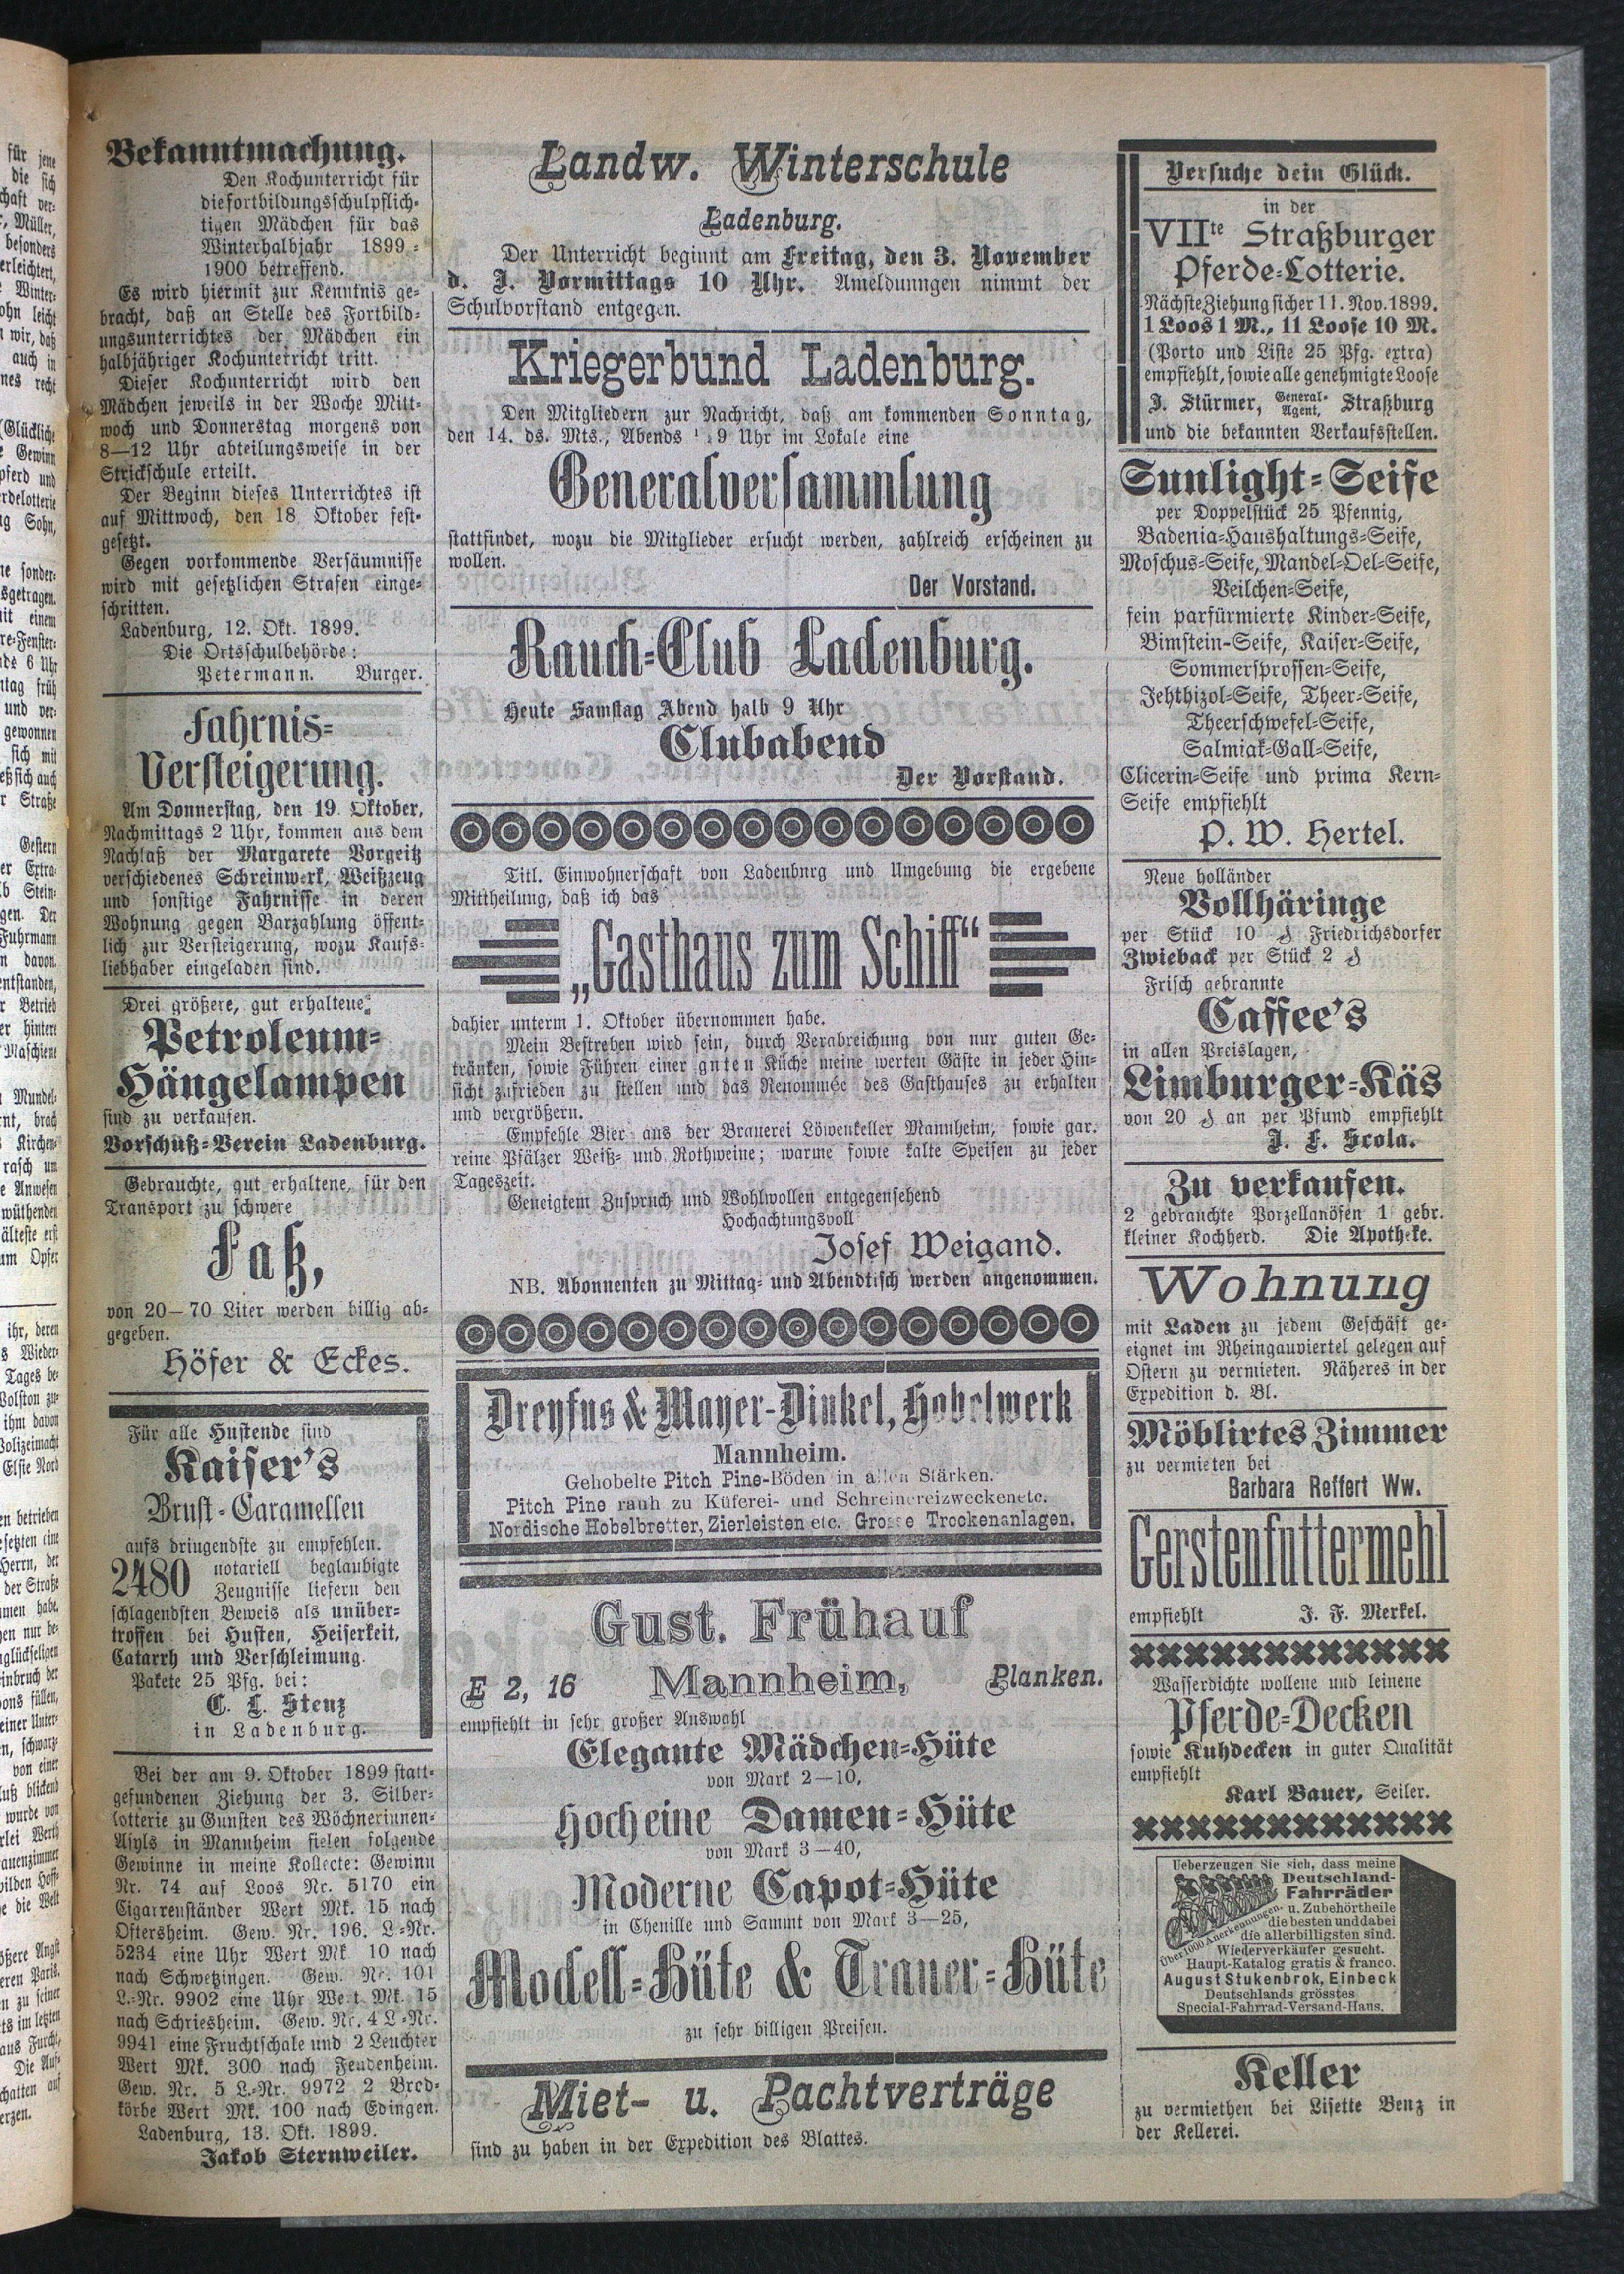 Bekanntmachung.
Den Kochunterricht für
die fortbildungsschulpflich-
tigen Mädchen für das
Winterhalbjahr 1899-
1900 betreffend.
Es wird hiermit zur Kenntnis ge-
bracht, daß an Stelle des Fortbild-
ungsunterrichtes der Mädchen ein
halbjähriger Kochunterricht tritt.
Dieser Kochunterricht wird den
Mädchen jeweils in der Woche Mitt-
woch und Donnerstag morgens von
8—12 Uhr abteilungsweise in der
Strickschule erteilt.
Der Beginn dieses Unterrichtes ist
auf Mittwoch, den 18 Oktober fest-
gesetzt.
Gegen vorkommende Versäumnisse
wird mit gesetzlichen Strafen einge-
schritten.
Ladenburg, 12. Okt. 1899.
Die Ortsschulbehörde:
Petermann. Burger.
Fahrnis-
Versteigerung.
Am Donnerstag, den 19. Oktober,
Nachmittags 2 Uhr, kommen aus dem
Nachlaß der Margarete Vorgeitz
verschiedenes Schreinwerk, Weißzeug
und sonstige Fahrnisse in deren
Wohnung gegen Barzahlung öffent-
lich zur Versteigerung, wozu Kaufs-
liebhaber eingeladen sind.
Drei größere, gut erhaltene
Petroleum-
Hängelampen
sind zu verkaufen.
Vorschuß-Verein Ladenburg.
Gebrauchte, gut erhaltene, für den
Transport zu schwere
Faß,
von 20—70 Liter werden billig ab-
gegeben.
Höfer & Eckes.
Für alle Hustende sind
Kaiser's
Brust-Caramellen
aufs dringendste zu empfehlen.
2480 notariell beglaubigte
Zeugnisse liefern den
schlagendsten Beweis als unüber-
troffen bei Husten, Heiserkeit,
Catarrh und Verschleimung.
Pakete 25 Pfg. bei:
C. L. Stenz
in Ladenburg.
Bei der am 9. Oktober 1899 statt-
gefundenen Ziehung der 3. Silber-
lotterie zu Gunsten des Wöchnerinnen-
Asyls in Mannheim fielen folgende
Gewinne in meine Kollecte: Gewinn
Nr. 74 auf Loos Nr. 5170 ein
Cigarrenständer Wert Mk. 15 nach
Oftersheim. Gew. Nr. 196. L-Nr.
5234 eine Uhr Wert Mk 10 nach
nach Schwetzingen. Gew. Nr. 101
L-Nr. 9902 eine Uhr Wert Mk. 15
nach Schriesheim. Gew. Nr. 4 L-Nr.
9941 eine Fruchtschale und 2 Leuchter
Wert Mk. 300 nach Feudenheim.
Gew. Nr. 5 L-Nr. 9972 2 Brod-
körbe Wert Mk. 100 nach Edingen.
Ladenburg, 13. Okt. 1899.
Jakob Sternweiler.
Landw. Winterschule
Ladenburg.
Der Unterricht beginnt am Freitag, den 3. November
d. J. Vormittags 10 Uhr. Ameldunngen nimmt der
Schulvorstand entgegen.
Kriegerbund Ladenburg.
Den Mitgliedern zur Nachricht, daß am kommenden Sonntag,
den 14. ds. Mts., Abends 9 Uhr im Lokale eine
Generalversammlung
stattfindet, wozu die Mitglieder ersucht werden, zahlreich erscheinen zu
wollen.
Der Vorstand.
Rauch-Club Ladenburg.
Heute Samstag Abend halb 9 Uhr
Clubabend
Der Vorstand.
Titl. Einwohnerschaft von Ladenburg und Umgebung die ergebene
Mittheilung, daß ich das
„Gasthaus zum Schiff“
dahier unterm 1. Oktober übernommen habe.
Mein Bestreben wird sein, durch Verabreichung von nur guten Ge-
tränken, sowie Führen einer guten Küche meine werten Gäste in jeder Hin-
sicht zufrieden zu stellen und das Renommée des Gasthauses zu erhalten
und vergrößern.
Empfehle Bier aus der Brauerei Löwenkeller Mannheim, sowie gar.
reine Pfälzer Weiß- und Rothweine; warme sowie kalte Speisen zu jeder
Tageszeit.
Geneigtem Zuspruch und Wohlwollen entgegensehend
Hochachtungsvoll
Josef Weigand.
NB. Abonnenten zu Mittag- und Abendtisch werden angenommen.
Dreyfus & Mayer-Dinkel, Hobelwerk
Mannheim.
Gehobelte Pitch Pine-Böden in allen Stärken.
Pitch Pine rauh zu Küferei- und Schreinereizwecken etc.
Nordische Hobelbretter, Zierleisten etc. Grosse Trockenanlagen.
Gust. Frühauf
E 2, 16 Mannheim, Planken.
empfiehlt in sehr großer Auswahl
Elegante Mädchen-Hüte
von Mark 2—10,
Hocheine Damen-Hüte
von Mark 3—40,
Moderne Capot-Hüte
in Chenille und Sammt von Mark 3—25,
Modell-Hüte & Trauer-Hüte
zu sehr billigen Preisen.
Miet- u. Pachtverträge
sind zu haben in der Expedition des Blattes.
Versuche dein Glück.
in der
VIIte Straßburger
Pferde-Lotterie.
Nächste Ziehung sicher 11. Nov. 1899.
1 Loos 1 M., 11 Loose 10 M.
(Porto und Liste 25 Pfg. extra)
empfiehlt, sowie alle genehmigte Loose
J. Stürmer, General-Agent, Straßburg
und die bekannten Verkaufsstellen.
Sunlight-Seife
per Doppelstück 25 Pfennig,
Badenia-Haushaltungs-Seife,
Moschus-Seife, Mandel-Oel-Seife,
Veilchen-Seife,
fein parfürmierte Kinder-Seife,
Bimstein-Seife, Kaiser-Seife,
Sommersprossen-Seife,
Jehthizol-Seife, Theer-Seife,
Theerschwefel-Seife,
Salmiak-Gall-Seife,
Clicerin-Seife und prima Kern-
Seife empfiehlt
P. W. Hertel.
Neue holländer
Vollhäringe
per Stück 10 ₰ Friedrichsdorfer
Zwieback per Stück 2 ₰
Frisch gebrannte
Caffee's
in allen Preislagen,
Limburger-Käs
von 20 ₰ an per Pfund empfiehlt
J. F. Scola.
Zu verkaufen.
2 gebrauchte Porzellanöfen 1 gebr.
kleiner Kochherd. Die Apotheke.
Wohnung
mit Laden zu jedem Geschäft ge-
eignet im Rheingauviertel gelegen auf
Ostern zu vermieten. Näheres in der
Expedition d. Bl.
Möblirtes Zimmer
zu vermieten bei
Barbara Reffert Ww.
Gerstenfuttermehl
empfiehlt J. F. Merkel.
Wasserdichte wollene und leinene
Pferde-Decken
sowie Kuhdecken in guter Qualität
empfiehlt
Karl Bauer, Seiler.
Ueberzeugen Sie sich, dass meine
Deutschland-
Fahrräder
u. Zubehörtheile
die besten und dabei
die allerbilligsten sind.
Über 1000 Anerkennungen.
Wiederverkäufer gesucht.
Haupt-Katalog gratis & franco.
August Stukenbrok, Einbeck
Deutschlands grösstes
Special-Fahrrad-Versand-Haus.
Keller
zu vermiethen bei Lisette Benz in
der Kellerei.